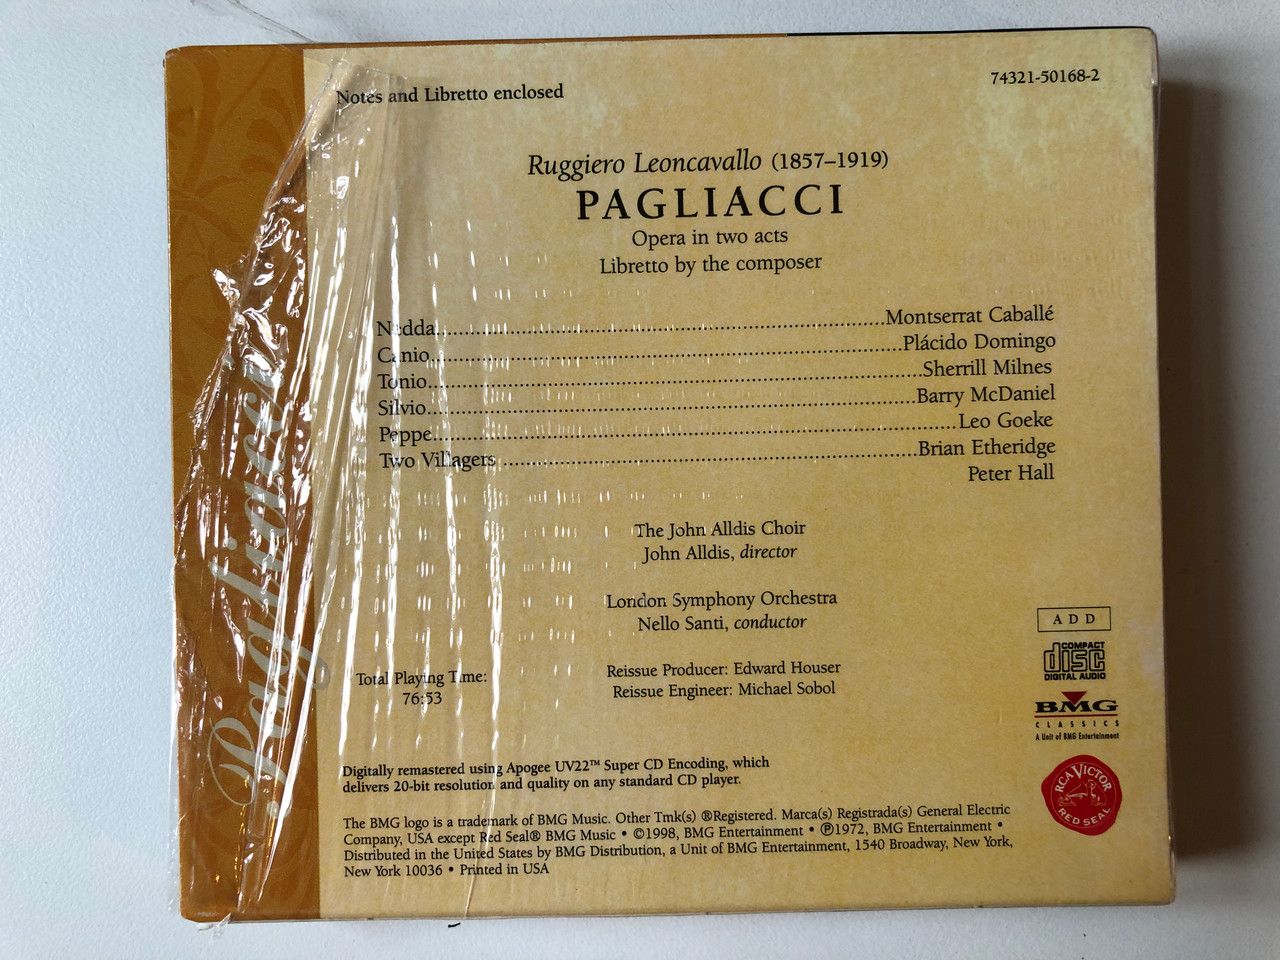 Notes and Libretto enclosed
74321-50168-2
Ruggiero Leoncavallo (1857–1919)
PAGLIACCI
Opera in two acts
Libretto by the composer
Nedda......Montserrat Caballé
Canio......Plácido Domingo
Tonio......Sherrill Milnes
Silvio......Barry McDaniel
Peppe......Leo Goeke
Two Villagers......Brian Etheridge
Peter Hall
The John Alldis Choir
John Alldis, director
London Symphony Orchestra
Nello Santi, conductor
Total Playing Time:
76:53
Reissue Producer: Edward Houser
Reissue Engineer: Michael Sobol
Digitally remastered using Apogee UV22™ Super CD Encoding, which
delivers 20-bit resolution and quality on any standard CD player.
The BMG logo is a trademark of BMG Music. Other Tmk(s) ®Registered. Marca(s) Registrada(s) General Electric
Company, USA except Red Seal® BMG Music • ©1998, BMG Entertainment • ℗1972, BMG Entertainment •
Distributed in the United States by BMG Distribution, a Unit of BMG Entertainment, 1540 Broadway, New York,
New York 10036 • Printed in USA
ADD
COMPACT
disc
DIGITAL AUDIO
BMG
CLASSICS
A Unit of BMG Entertainment
RCA VICTOR
RED SEAL
Pagliacci